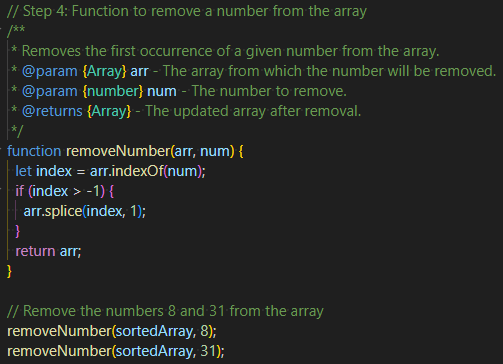 // Step 4: Function to remove a number from the array
/**
 * Removes the first occurrence of a given number from the array.
 * @param {Array} arr - The array from which the number will be removed.
 * @param {number} num - The number to remove.
 * @returns {Array} - The updated array after removal.
 */
function removeNumber(arr, num) {
  let index = arr.indexOf(num);
  if (index > -1) {
    arr.splice(index, 1);
  }
  return arr;
}

// Remove the numbers 8 and 31 from the array
removeNumber(sortedArray, 8);
removeNumber(sortedArray, 31);